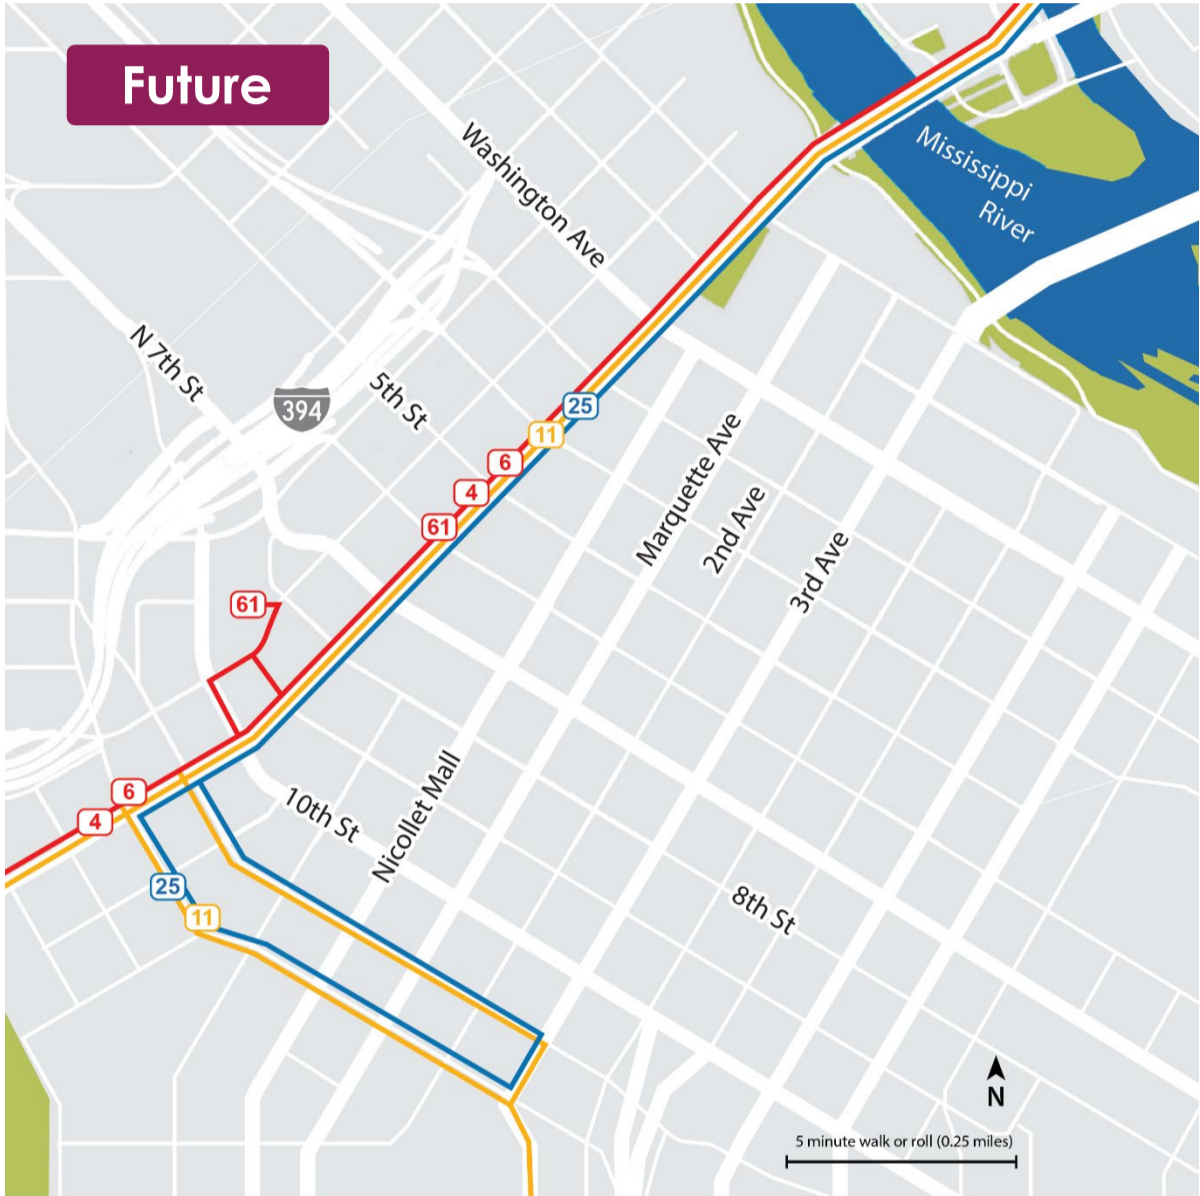 Future
Washington Ave
Mississippi
River
N 7th St
394
5th St
25
11
6
4
61
Marquette Ave
2nd Ave
3rd Ave
61
6
4
10th St
Nicollet Mall
25
11
8th St
N
5 minute walk or roll (0.25 miles)